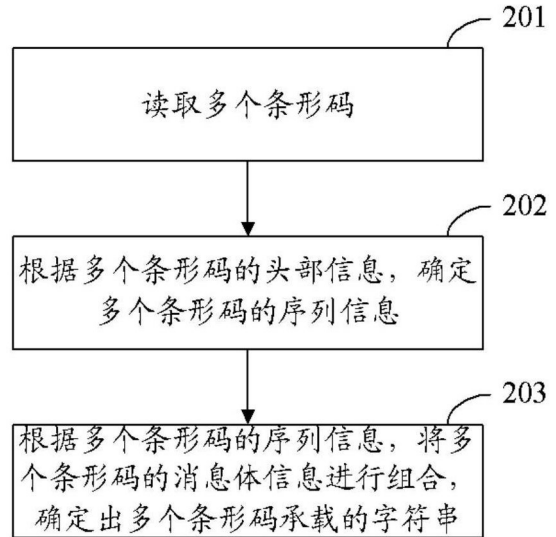 201
读取多个条形码
202
根据多个条形码的头部信息，确定
多个条形码的序列信息
203
根据多个条形码的序列信息，将多
个条形码的消息体信息进行组合，
确定出多个条形码承载的字符串